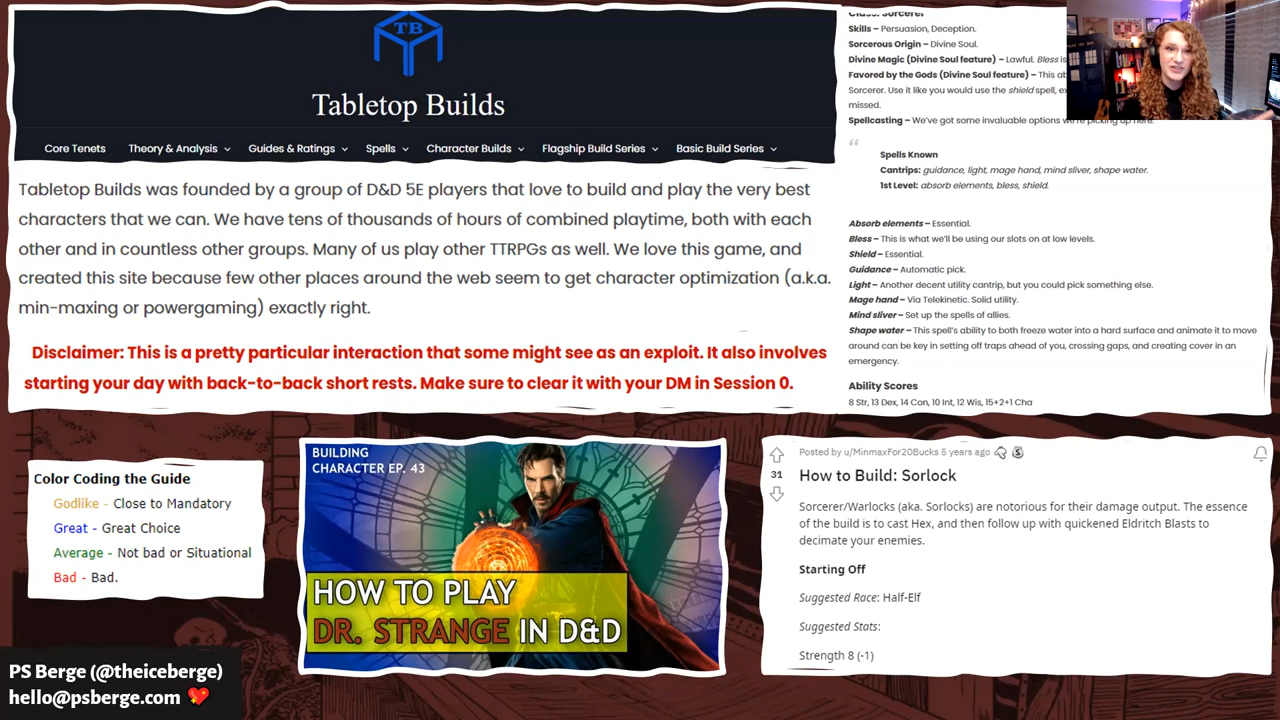 TB
Tabletop Builds
Core Tenets Theory & Analysis Guides & Ratings Spells Character Builds Flagship Build Series Basic Build Series
Tabletop Builds was founded by a group of D&D 5E players that love to build and play the very best
characters that we can. We have tens of thousands of hours of combined playtime, both with each
other and in countless other groups. Many of us play other TTRPGs as well. We love this game, and
created this site because few other places around the web seem to get character optimization (a.k.a.
min-maxing or powergaming) exactly right.
Disclaimer: This is a pretty particular interaction that some might see as an exploit. It also involves
starting your day with back-to-back short rests. Make sure to clear it with your DM in Session 0.
Class: Sorcerer
Skills – Persuasion, Deception.
Sorcerous Origin – Divine Soul.
Divine Magic (Divine Soul feature) – Lawful. Bless is
Favored by the Gods (Divine Soul feature) – This ab
Sorcerer. Use it like you would use the shield spell, ex
missed.
Spellcasting – We've got some invaluable options we're picking up here.
“
Spells Known
Cantrips: guidance, light, mage hand, mind sliver, shape water.
1st Level: absorb elements, bless, shield.
Absorb elements – Essential.
Bless – This is what we'll be using our slots on at low levels.
Shield – Essential.
Guidance – Automatic pick.
Light – Another decent utility cantrip, but you could pick something else.
Mage hand – Via Telekinetic. Solid utility.
Mind sliver – Set up the spells of allies.
Shape water – This spell's ability to both freeze water into a hard surface and animate it to move
around can be key in setting off traps ahead of you, crossing gaps, and creating cover in an
emergency.
Ability Scores
8 Str, 13 Dex, 14 Con, 10 Int, 12 Wis, 15+2+1 Cha
Color Coding the Guide
Godlike - Close to Mandatory
Great - Great Choice
Average - Not bad or Situational
Bad - Bad.
BUILDING
CHARACTER EP. 43
HOW TO PLAY
DR. STRANGE IN D&D
Posted by u/MinmaxFor20Bucks 5 years ago
31
How to Build: Sorlock
Sorcerer/Warlocks (aka. Sorlocks) are notorious for their damage output. The essence
of the build is to cast Hex, and then follow up with quickened Eldritch Blasts to
decimate your enemies.
Starting Off
Suggested Race: Half-Elf
Suggested Stats:
Strength 8 (-1)
PS Berge (@theiceberge)
hello@psberge.com